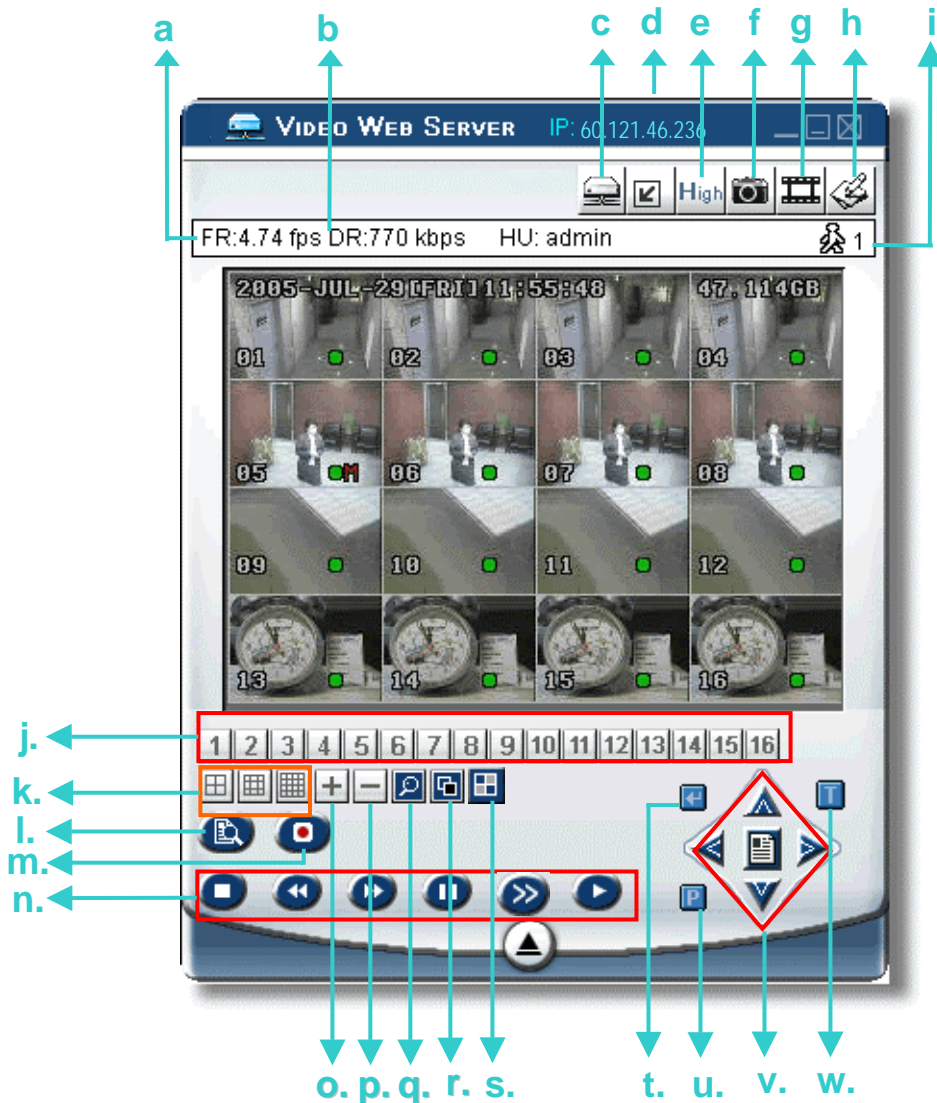 a b c d e f g h i
VIDEO WEB SERVER IP: 60.121.46.236
High
FR:4.74 fps DR:770 kbps HU: admin 1
2005-JUL-29[FRI]11:55:48 47.114GB
01 02 03 04
05 M 06 07 08
09 10 11 12
13 14 15 16
j. 1 2 3 4 5 6 7 8 9 10 11 12 13 14 15 16
k.
T
l.
m.
n.
P
o. p. q. r. s. t. u. v. w.